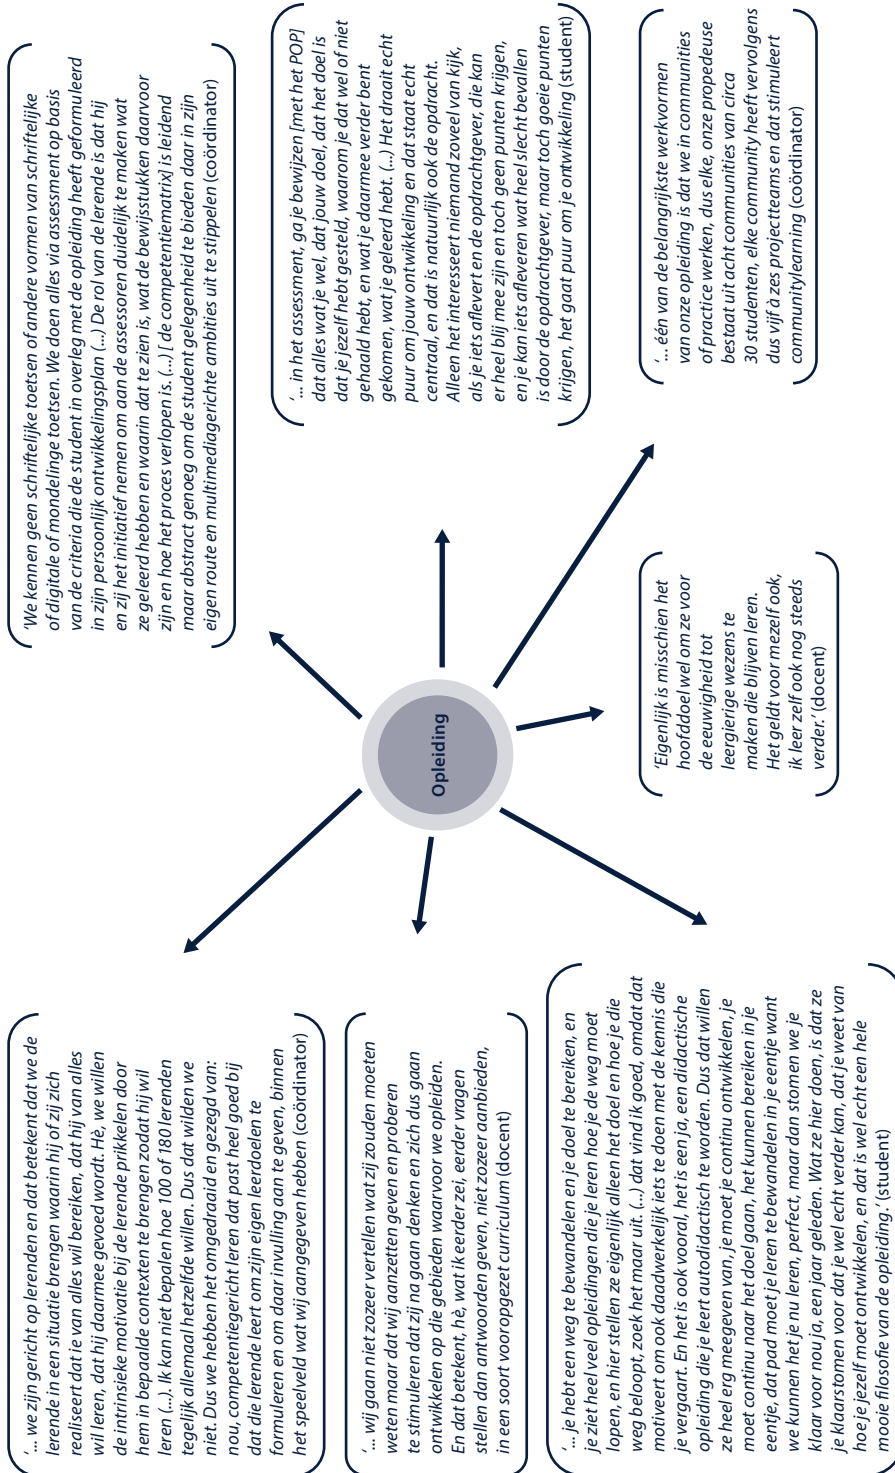 '... we zijn gericht op lerenden en dat betekent dat we de
lerende in een situatie brengen waarin hij of zij zich
realiseert dat ie van alles wil bereiken, dat hij van alles
wil leren, dat hij daarmee gevoed wordt. Hè, we willen
de intrinsieke motivatie bij de lerende prikkelen door
hem in bepaalde contexten te brengen zodat hij wil
leren (...). Ik kan niet bepalen hoe 100 of 180 lerenden
tegelijk allemaal hetzelfde willen. Dus dat wilden we
niet. Dus we hebben het omgedraaid en gezegd van:
nou, competentiegericht leren dat past heel goed bij
dat die lerende leert om zijn eigen leerdoelen te
formuleren en om daar invulling aan te geven, binnen
het speelveld wat wij aangegeven hebben (coördinator)
'We kennen geen schriftelijke toetsen of andere vormen van schriftelijke
of digitale of mondelinge toetsen. We doen alles via assessment op basis
van de criteria die de student in overleg met de opleiding heeft geformuleerd
in zijn persoonlijk ontwikkelingsplan (...) De rol van de lerende is dat hij
en zij het initiatief nemen om aan de assessoren duidelijk te maken wat
ze geleerd hebben en waarin dat te zien is, wat de bewijsstukken daarvoor
zijn en hoe het proces verlopen is. (...) [ de competentiematrix] is leidend
maar abstract genoeg om de student gelegenheid te bieden daar in zijn
eigen route en multimediagerichte ambities uit te stippelen (coördinator)
'... wij gaan niet zozeer vertellen wat zij zouden moeten
weten maar dat wij aanzetten geven en proberen
te stimuleren dat zij na gaan denken en zich dus gaan
ontwikkelen op die gebieden waarvoor we opleiden.
En dat betekent, hè, wat ik eerder zei, eerder vragen
stellen dan antwoorden geven, niet zozeer aanbieden,
in een soort vooropgezet curriculum (docent)
Opleiding
'... in het assessment, ga je bewijzen [met het POP]
dat alles wat je wel, dat jouw doel, dat het doel is
dat je jezelf hebt gesteld, waarom je dat wel of niet
gehaald hebt, en wat je daarmee verder bent
gekomen, wat je geleerd hebt. (...) Het draait echt
puur om jouw ontwikkeling en dat staat echt
centraal, en dat is natuurlijk ook de opdracht.
Alleen het interesseert niemand zoveel van kijk,
als je iets aflevert en de opdrachtgever, die kan
er heel blij mee zijn en toch geen punten krijgen,
en je kan iets afleveren wat heel slecht bevallen
is door de opdrachtgever, maar toch goeie punten
krijgen, het gaat puur om je ontwikkeling (student)
'... je hebt een weg te bewandelen en je doel te bereiken, en
je ziet heel veel opleidingen die je leren hoe je de weg moet
lopen, en hier stellen ze eigenlijk alleen het doel en hoe je die
weg beloopt, zoek het maar uit. (...) dat vind ik goed, omdat dat
motiveert om ook daadwerkelijk iets te doen met de kennis die
je vergaart. En het is ook vooral, het is een ja, een didactische
opleiding die je leert autodidactisch te worden. Dus dat willen
ze heel erg meegeven van, je moet je continu ontwikkelen, je
moet continu naar het doel gaan, het kunnen bereiken in je
eentje, dat pad moet je leren te bewandelen in je eentje want
we kunnen het je nu leren, perfect, maar dan stomen we je
klaar voor nou ja, een jaar geleden. Wat ze hier doen, is dat ze
je klaarstomen voor dat je wel echt verder kan, dat je weet van
hoe je jezelf moet ontwikkelen, en dat is wel echt een hele
mooie filosofie van de opleiding.' (student)
'Eigenlijk is misschien het
hoofddoel wel om ze voor
de eeuwigheid tot
leergierige wezens te
maken die blijven leren.
Het geldt voor mezelf ook,
ik leer zelf ook nog steeds
verder.' (docent)
'... één van de belangrijkste werkvormen
van onze opleiding is dat we in communities
of practice werken, dus elke, onze propedeuse
bestaat uit acht communities van circa
30 studenten, elke community heeft vervolgens
dus vijf à zes projectteams en dat stimuleert
communitylearning (coördinator)